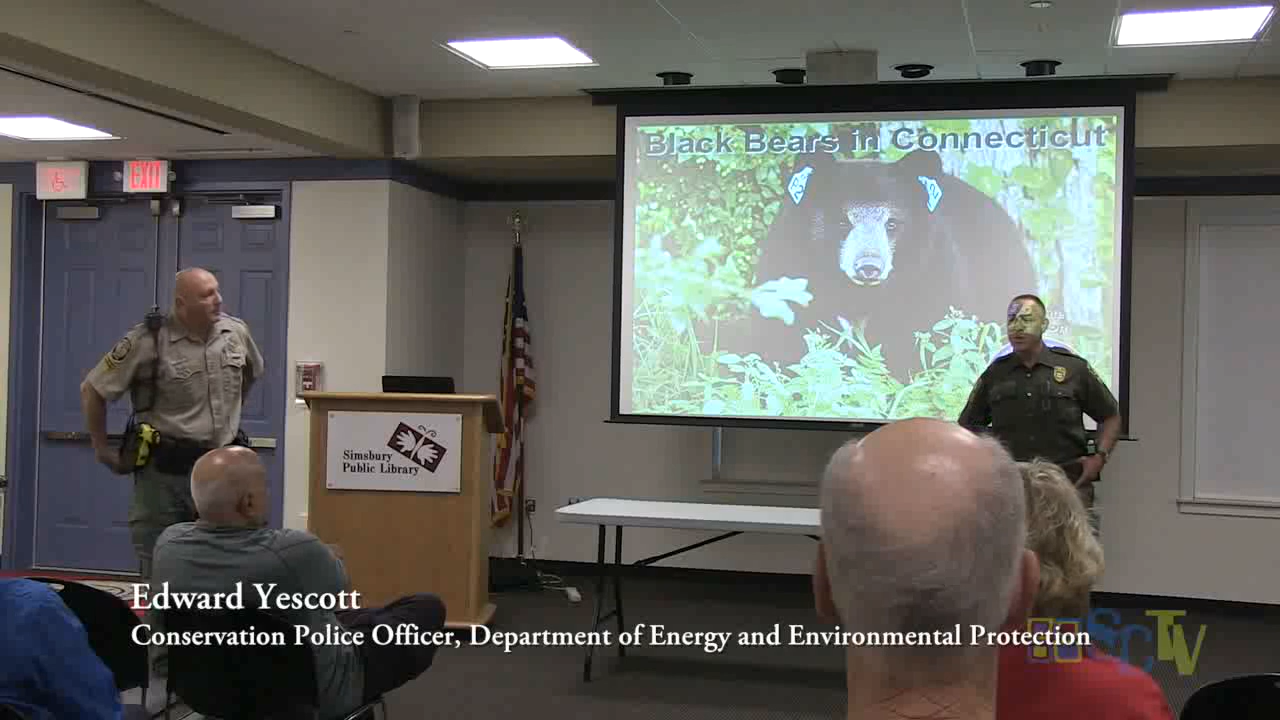 Black Bears in Connecticut
EXIT
Simsbury
Public Library
Edward Yescott
Conservation Police Officer, Department of Energy and Environmental Protection
SCTV